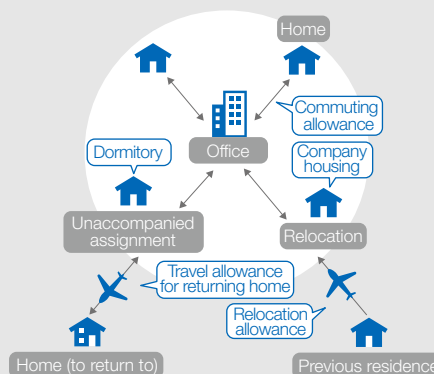 Home
Commuting
allowance
Dormitory
Office
Company
housing
Unaccompanied
assignment
Relocation
Travel allowance
for returning home
Relocation
allowance
Home (to return to)
Previous residence